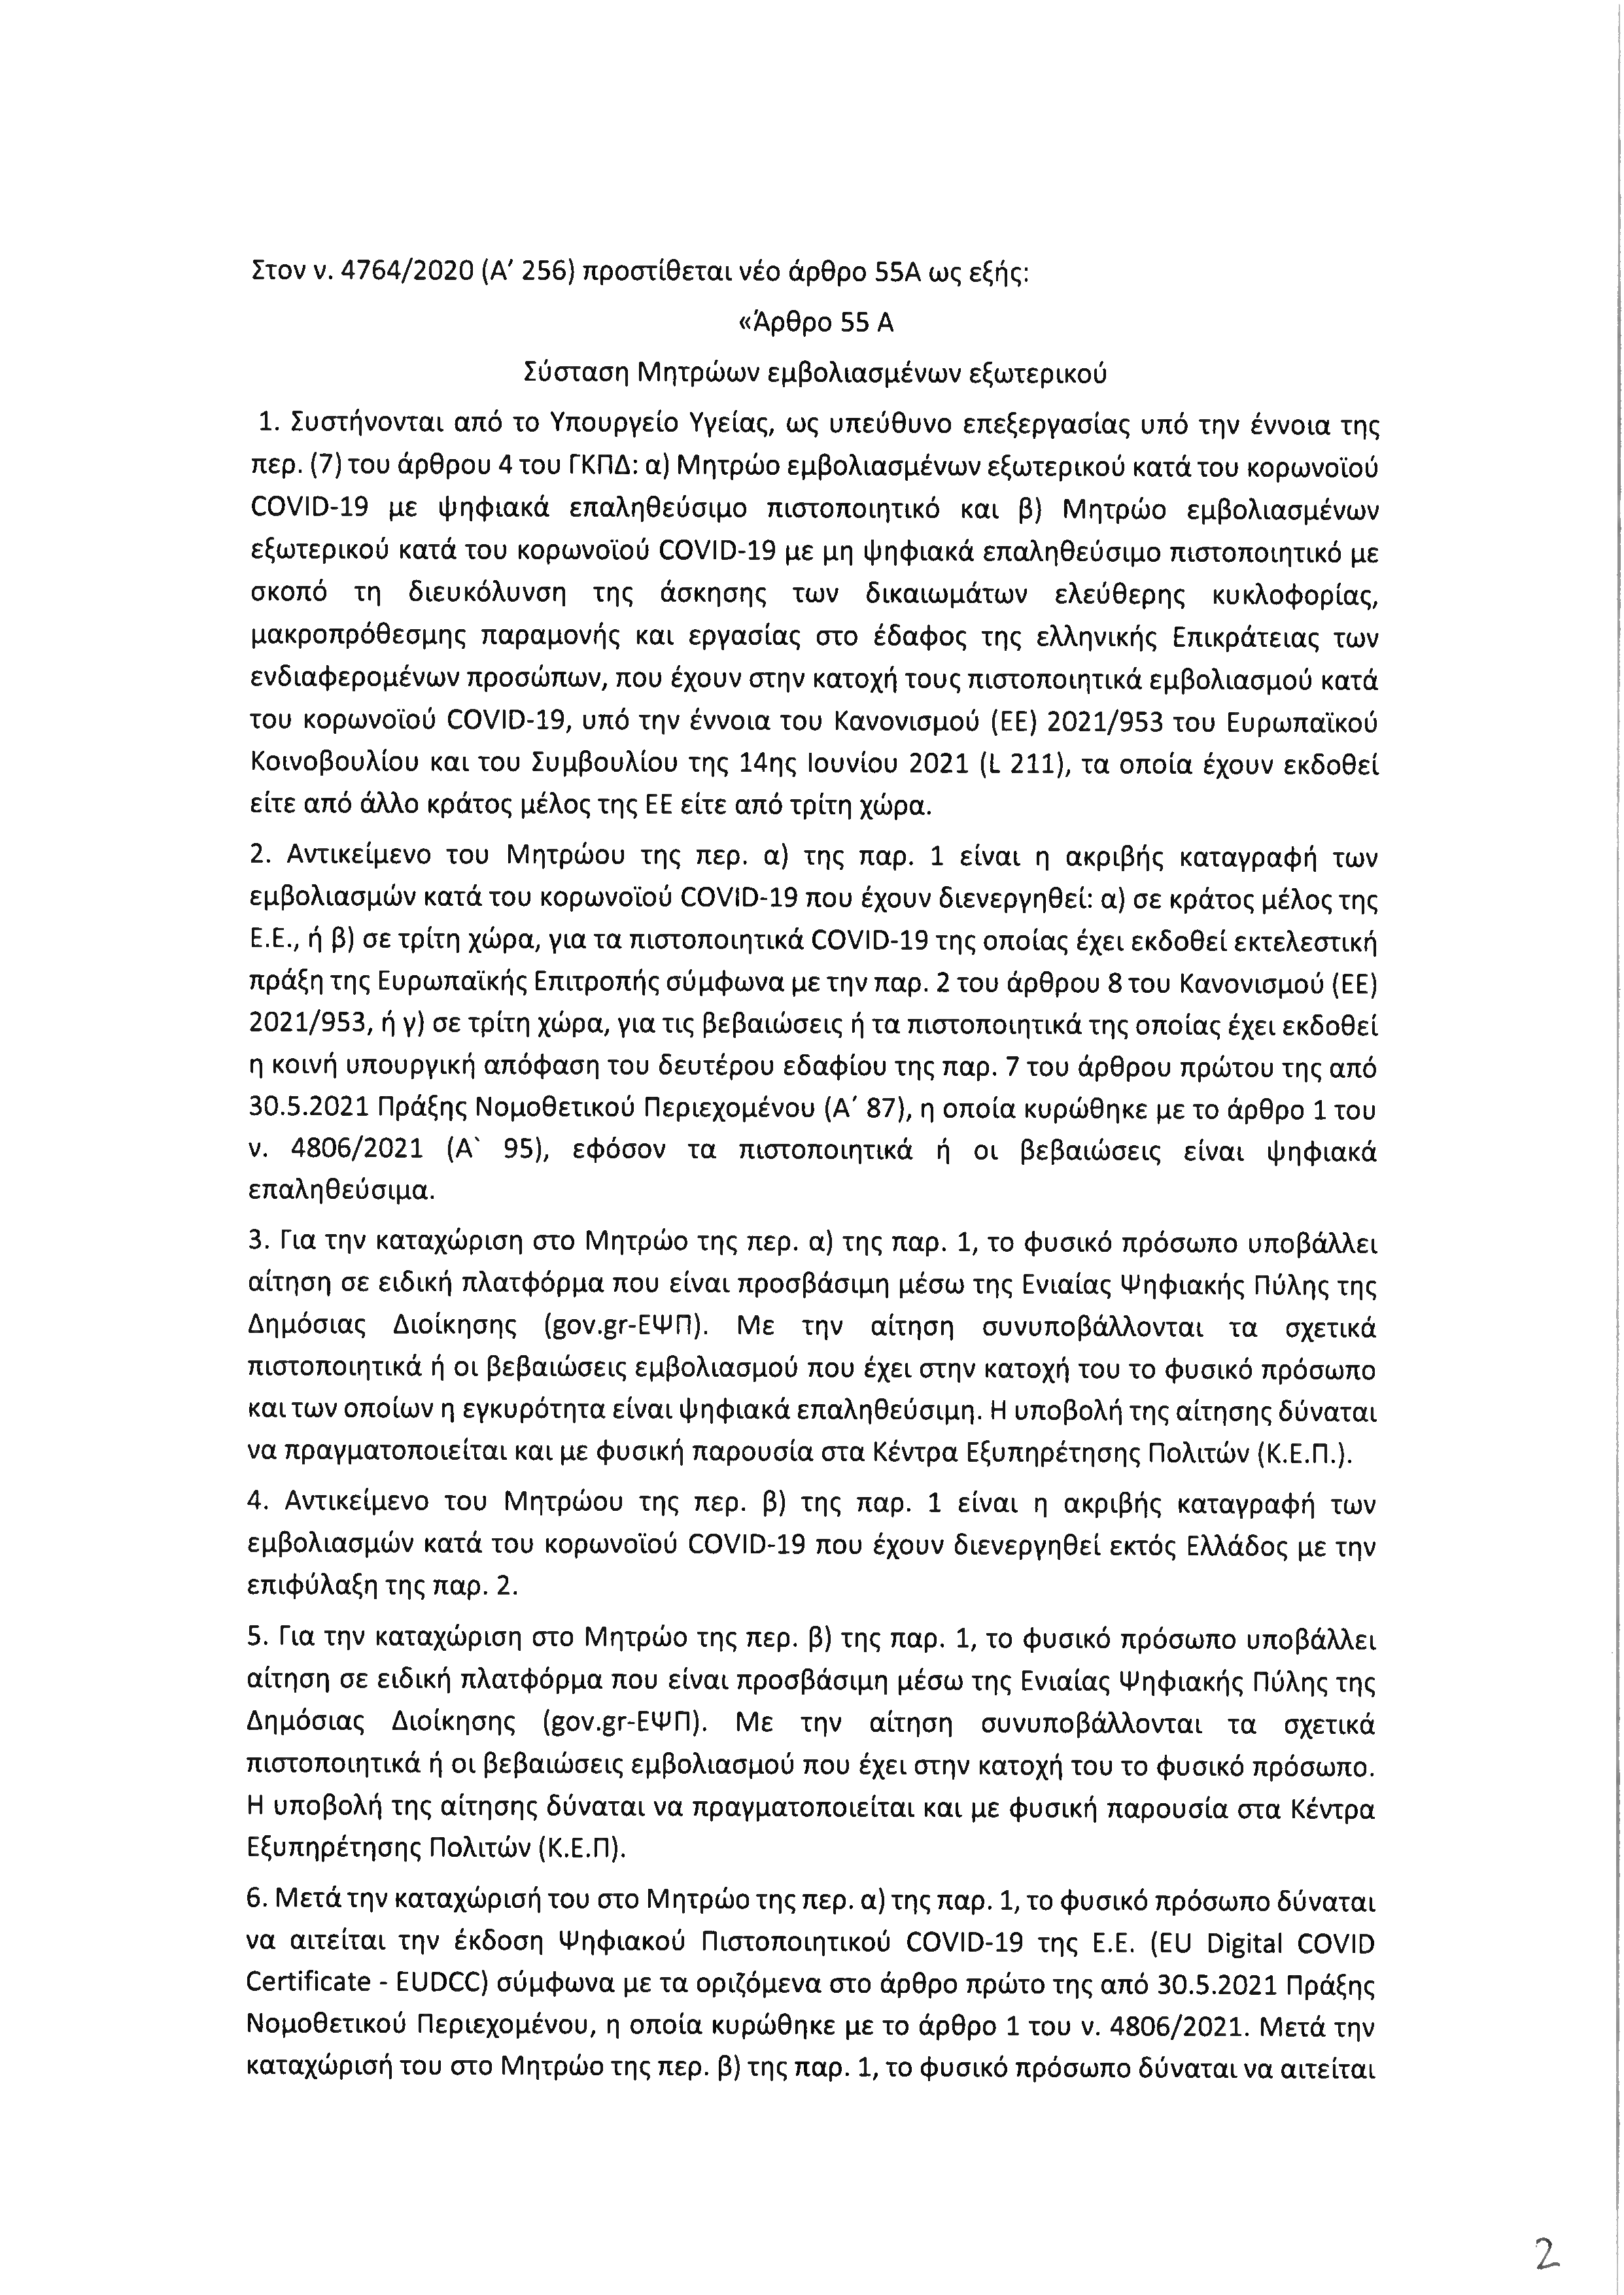 Στον ν. 4764/2020 (Α’ 256) προστίθεται νέο άρθρο 55Α ως εξής:
«Άρθρο 55 Α
Σύσταση Μητρώων εμβολιασμένων εξωτερικού
1. Συστήνονται από το Υπουργείο Υγείας, ως υπεύθυνο επεξεργασίας υπό την έννοια της
περ. (7) του άρθρου 4 του ΓΚΠΔ: α) Μητρώο εμβολιασμένων εξωτερικού κατά του κορωνοϊού
COVID-19 με ψηφιακά επαληθεύσιμο πιστοποιητικό και β) Μητρώο εμβολιασμένων
εξωτερικού κατά του κορωνοϊού COVID-19 με μη ψηφιακά επαληθεύσιμο πιστοποιητικό με
σκοπό τη διευκόλυνση της άσκησης των δικαιωμάτων ελεύθερης κυκλοφορίας,
μακροπρόθεσμης παραμονής και εργασίας στο έδαφος της ελληνικής Επικράτειας των
ενδιαφερομένων προσώπων, που έχουν στην κατοχή τους πιστοποιητικά εμβολιασμού κατά
του κορωνοϊού COVID-19, υπό την έννοια του Κανονισμού (ΕΕ) 2021/953 του Ευρωπαϊκού
Κοινοβουλίου και του Συμβουλίου της 14ης Ιουνίου 2021 (L 211), τα οποία έχουν εκδοθεί
είτε από άλλο κράτος μέλος της ΕΕ είτε από τρίτη χώρα.
2. Αντικείμενο του Μητρώου της περ. α) της παρ. 1 είναι η ακριβής καταγραφή των
εμβολιασμών κατά του κορωνοϊού COVID-19 που έχουν διενεργηθεί: α) σε κράτος μέλος της
Ε.Ε., ή β) σε τρίτη χώρα, για τα πιστοποιητικά COVID-19 της οποίας έχει εκδοθεί εκτελεστική
πράξη της Ευρωπαϊκής Επιτροπής σύμφωνα με την παρ. 2 του άρθρου 8 του Κανονισμού (ΕΕ)
2021/953, ή γ) σε τρίτη χώρα, για τις βεβαιώσεις ή τα πιστοποιητικά της οποίας έχει εκδοθεί
η κοινή υπουργική απόφαση του δευτέρου εδαφίου της παρ. 7 του άρθρου πρώτου της από
30.5.2021 Πράξης Νομοθετικού Περιεχομένου (Α’ 87), η οποία κυρώθηκε με το άρθρο 1 του
ν. 4806/2021 (Α` 95), εφόσον τα πιστοποιητικά ή οι βεβαιώσεις είναι ψηφιακά
επαληθεύσιμα.
3. Για την καταχώριση στο Μητρώο της περ. α) της παρ. 1, το φυσικό πρόσωπο υποβάλλει
αίτηση σε ειδική πλατφόρμα που είναι προσβάσιμη μέσω της Ενιαίας Ψηφιακής Πύλης της
Δημόσιας Διοίκησης (gov.gr-ΕΨΠ). Με την αίτηση συνυποβάλλονται τα σχετικά
πιστοποιητικά ή οι βεβαιώσεις εμβολιασμού που έχει στην κατοχή του το φυσικό πρόσωπο
και των οποίων η εγκυρότητα είναι ψηφιακά επαληθεύσιμη. Η υποβολή της αίτησης δύναται
να πραγματοποιείται και με φυσική παρουσία στα Κέντρα Εξυπηρέτησης Πολιτών (Κ.Ε.Π.).
4. Αντικείμενο του Μητρώου της περ. β) της παρ. 1 είναι η ακριβής καταγραφή των
εμβολιασμών κατά του κορωνοϊού COVID-19 που έχουν διενεργηθεί εκτός Ελλάδος με την
επιφύλαξη της παρ. 2.
5. Για την καταχώριση στο Μητρώο της περ. β) της παρ. 1, το φυσικό πρόσωπο υποβάλλει
αίτηση σε ειδική πλατφόρμα που είναι προσβάσιμη μέσω της Ενιαίας Ψηφιακής Πύλης της
Δημόσιας Διοίκησης (gov.gr-ΕΨΠ). Με την αίτηση συνυποβάλλονται τα σχετικά
πιστοποιητικά ή οι βεβαιώσεις εμβολιασμού που έχει στην κατοχή του το φυσικό πρόσωπο.
Η υποβολή της αίτησης δύναται να πραγματοποιείται και με φυσική παρουσία στα Κέντρα
Εξυπηρέτησης Πολιτών (Κ.Ε.Π).
6. Μετά την καταχώρισή του στο Μητρώο της περ. α) της παρ. 1, το φυσικό πρόσωπο δύναται
να αιτείται την έκδοση Ψηφιακού Πιστοποιητικού COVID-19 της Ε.Ε. (EU Digital COVID
Certificate - EUDCC) σύμφωνα με τα οριζόμενα στο άρθρο πρώτο της από 30.5.2021 Πράξης
Νομοθετικού Περιεχομένου, η οποία κυρώθηκε με το άρθρο 1 του ν. 4806/2021. Μετά την
καταχώρισή του στο Μητρώο της περ. β) της παρ. 1, το φυσικό πρόσωπο δύναται να αιτείται
2